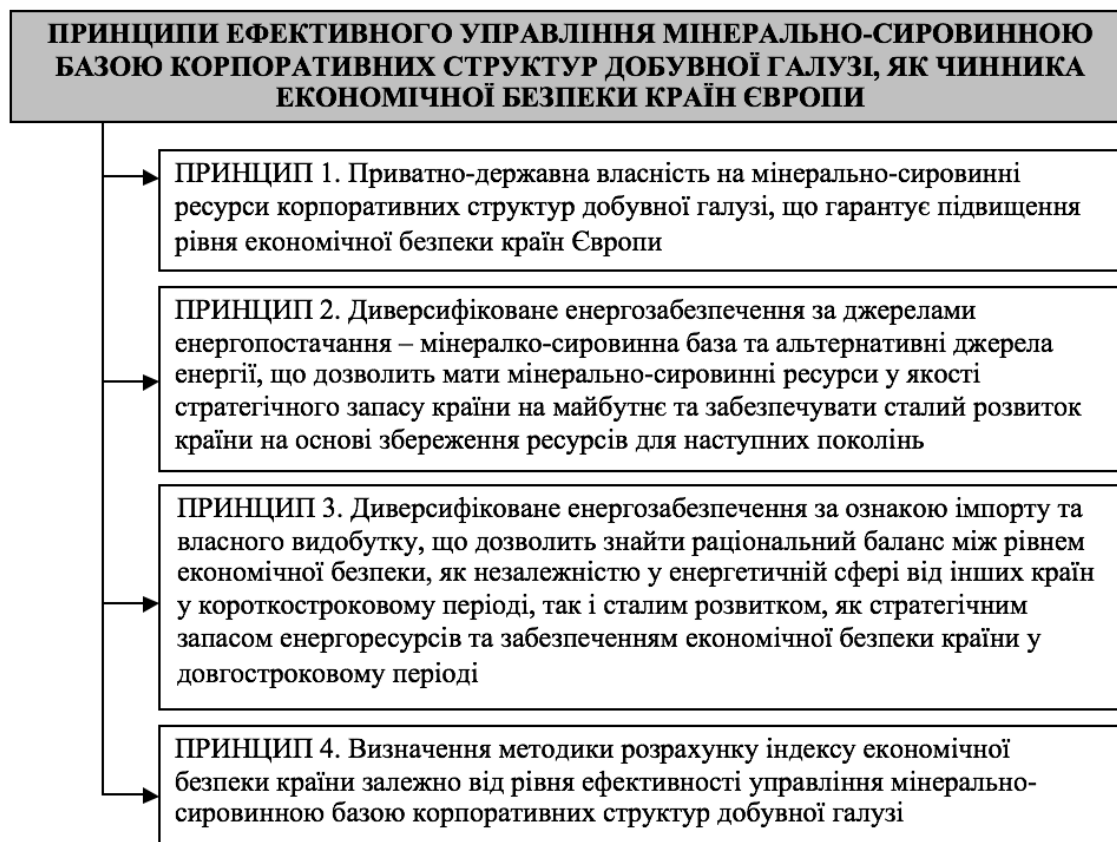 ПРИНЦИПИ ЕФЕКТИВНОГО УПРАВЛІННЯ МІНЕРАЛЬНО-СИРОВИННОЮ
БАЗОЮ КОРПОРАТИВНИХ СТРУКТУР ДОБУВНОЇ ГАЛУЗІ, ЯК ЧИННИКА
ЕКОНОМІЧНОЇ БЕЗПЕКИ КРАЇН ЄВРОПИ
ПРИНЦИП 1. Приватно-державна власність на мінерально-сировинні
ресурси корпоративних структур добувної галузі, що гарантує підвищення
рівня економічної безпеки країн Європи
ПРИНЦИП 2. Диверсифіковане енергозабезпечення за джерелами
енергопостачання – мінералко-сировинна база та альтернативні джерела
енергії, що дозволить мати мінерально-сировинні ресурси у якості
стратегічного запасу країни на майбутнє та забезпечувати сталий розвиток
країни на основі збереження ресурсів для наступних поколінь
ПРИНЦИП 3. Диверсифіковане енергозабезпечення за ознакою імпорту та
власного видобутку, що дозволить знайти раціональний баланс між рівнем
економічної безпеки, як незалежністю у енергетичній сфері від інших країн
у короткостроковому періоді, так і сталим розвитком, як стратегічним
запасом енергоресурсів та забезпеченням економічної безпеки країни у
довгостроковому періоді
ПРИНЦИП 4. Визначення методики розрахунку індексу економічної
безпеки країни залежно від рівня ефективності управління мінерально-
сировинною базою корпоративних структур добувної галузі